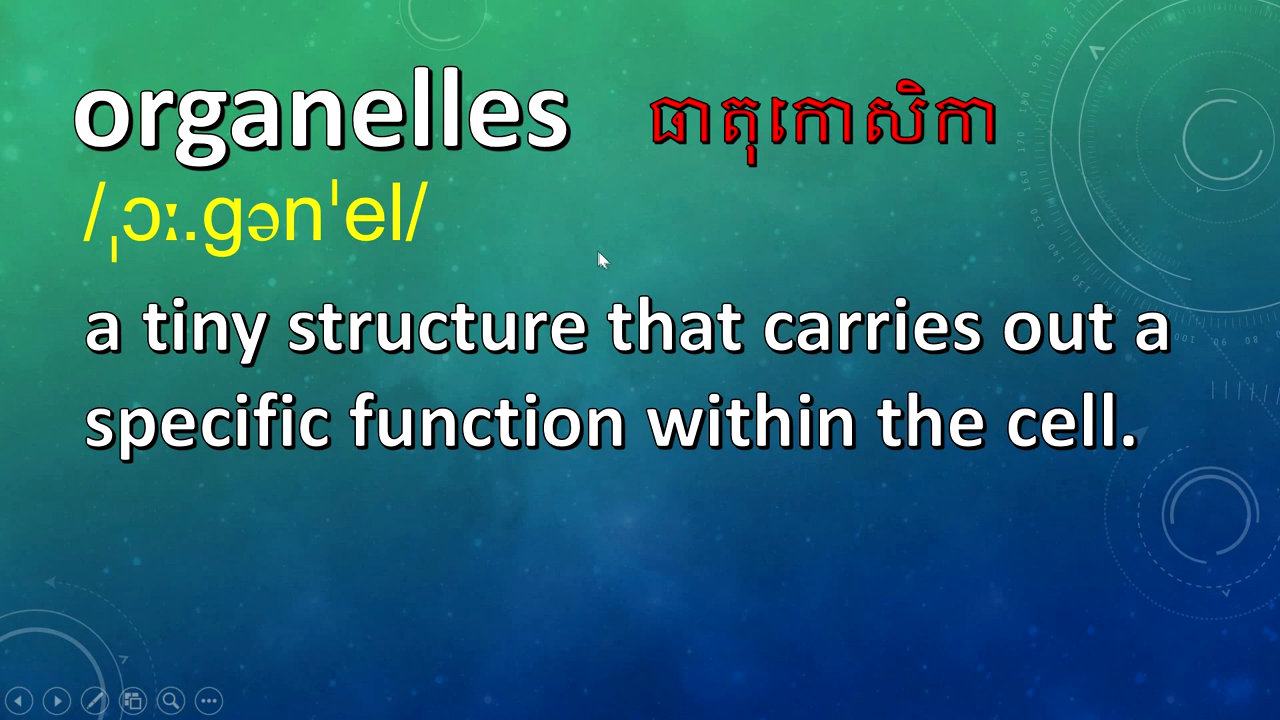 organelles ធាតុកោសិកា
/ˌɔː.ɡənˈel/
a tiny structure that carries out a
specific function within the cell.